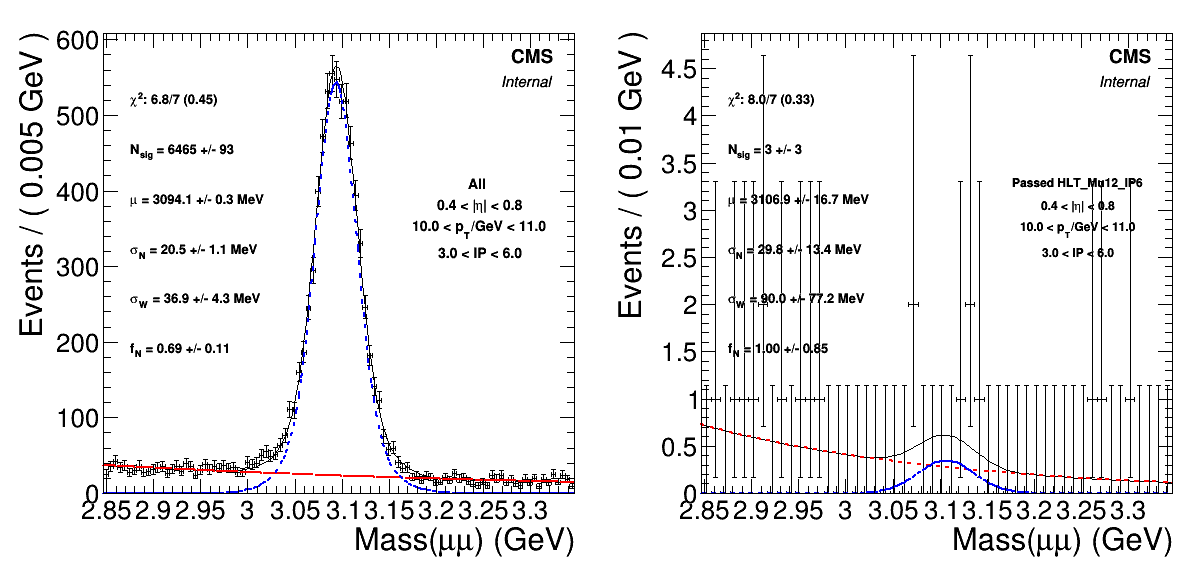 Events / ( 0.005 GeV )
600
500
400
300
200
100
0
CMS
Internal
χ²: 6.8/7 (0.45)
N_sig = 6465 +/- 93
μ = 3094.1 +/- 0.3 MeV
σ_N = 20.5 +/- 1.1 MeV
σ_W = 36.9 +/- 4.3 MeV
f_N = 0.69 +/- 0.11
All
0.4 < |η| < 0.8
10.0 < p_T/GeV < 11.0
3.0 < IP < 6.0
2.85 2.9 2.95 3 3.05 3.1 3.15 3.2 3.25 3.3
Mass(μμ) (GeV)
Events / ( 0.01 GeV )
4.5
4
3.5
3
2.5
2
1.5
1
0.5
0
CMS
Internal
χ²: 8.0/7 (0.33)
N_sig = 3 +/- 3
μ = 3106.9 +/- 16.7 MeV
σ_N = 29.8 +/- 13.4 MeV
σ_W = 90.0 +/- 77.2 MeV
f_N = 1.00 +/- 0.85
Passed HLT_Mu12_IP6
0.4 < |η| < 0.8
10.0 < p_T/GeV < 11.0
3.0 < IP < 6.0
2.85 2.9 2.95 3 3.05 3.1 3.15 3.2 3.25 3.3
Mass(μμ) (GeV)